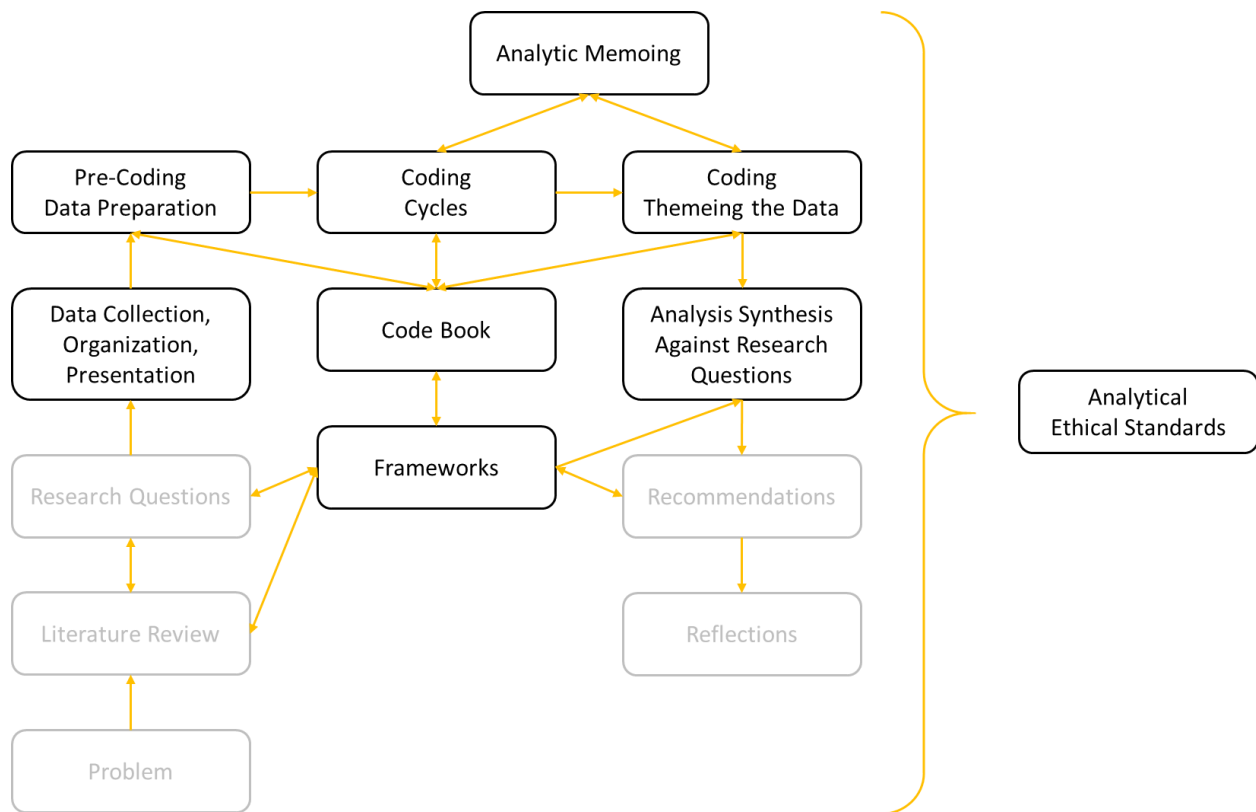 Analytic Memoing
Pre-Coding
Data Preparation
Coding
Cycles
Coding
Themeing the Data
Data Collection,
Organization,
Presentation
Code Book
Analysis Synthesis
Against Research
Questions
Analytical
Ethical Standards
Research Questions
Frameworks
Recommendations
Literature Review
Reflections
Problem